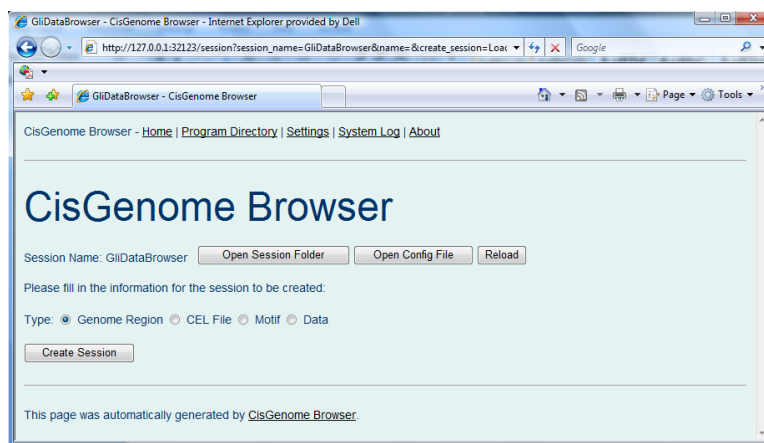 GliDataBrowser - CisGenome Browser - Internet Explorer provided by Dell
http://127.0.0.1:32123/session?session_name=GliDataBrowser&name=&create_session=Loac
Google
GliDataBrowser - CisGenome Browser
Page
Tools
CisGenome Browser - Home | Program Directory | Settings | System Log | About
CisGenome Browser
Session Name: GliDataBrowser Open Session Folder Open Config File Reload
Please fill in the information for the session to be created:
Type: Genome Region CEL File Motif Data
Create Session
This page was automatically generated by CisGenome Browser.